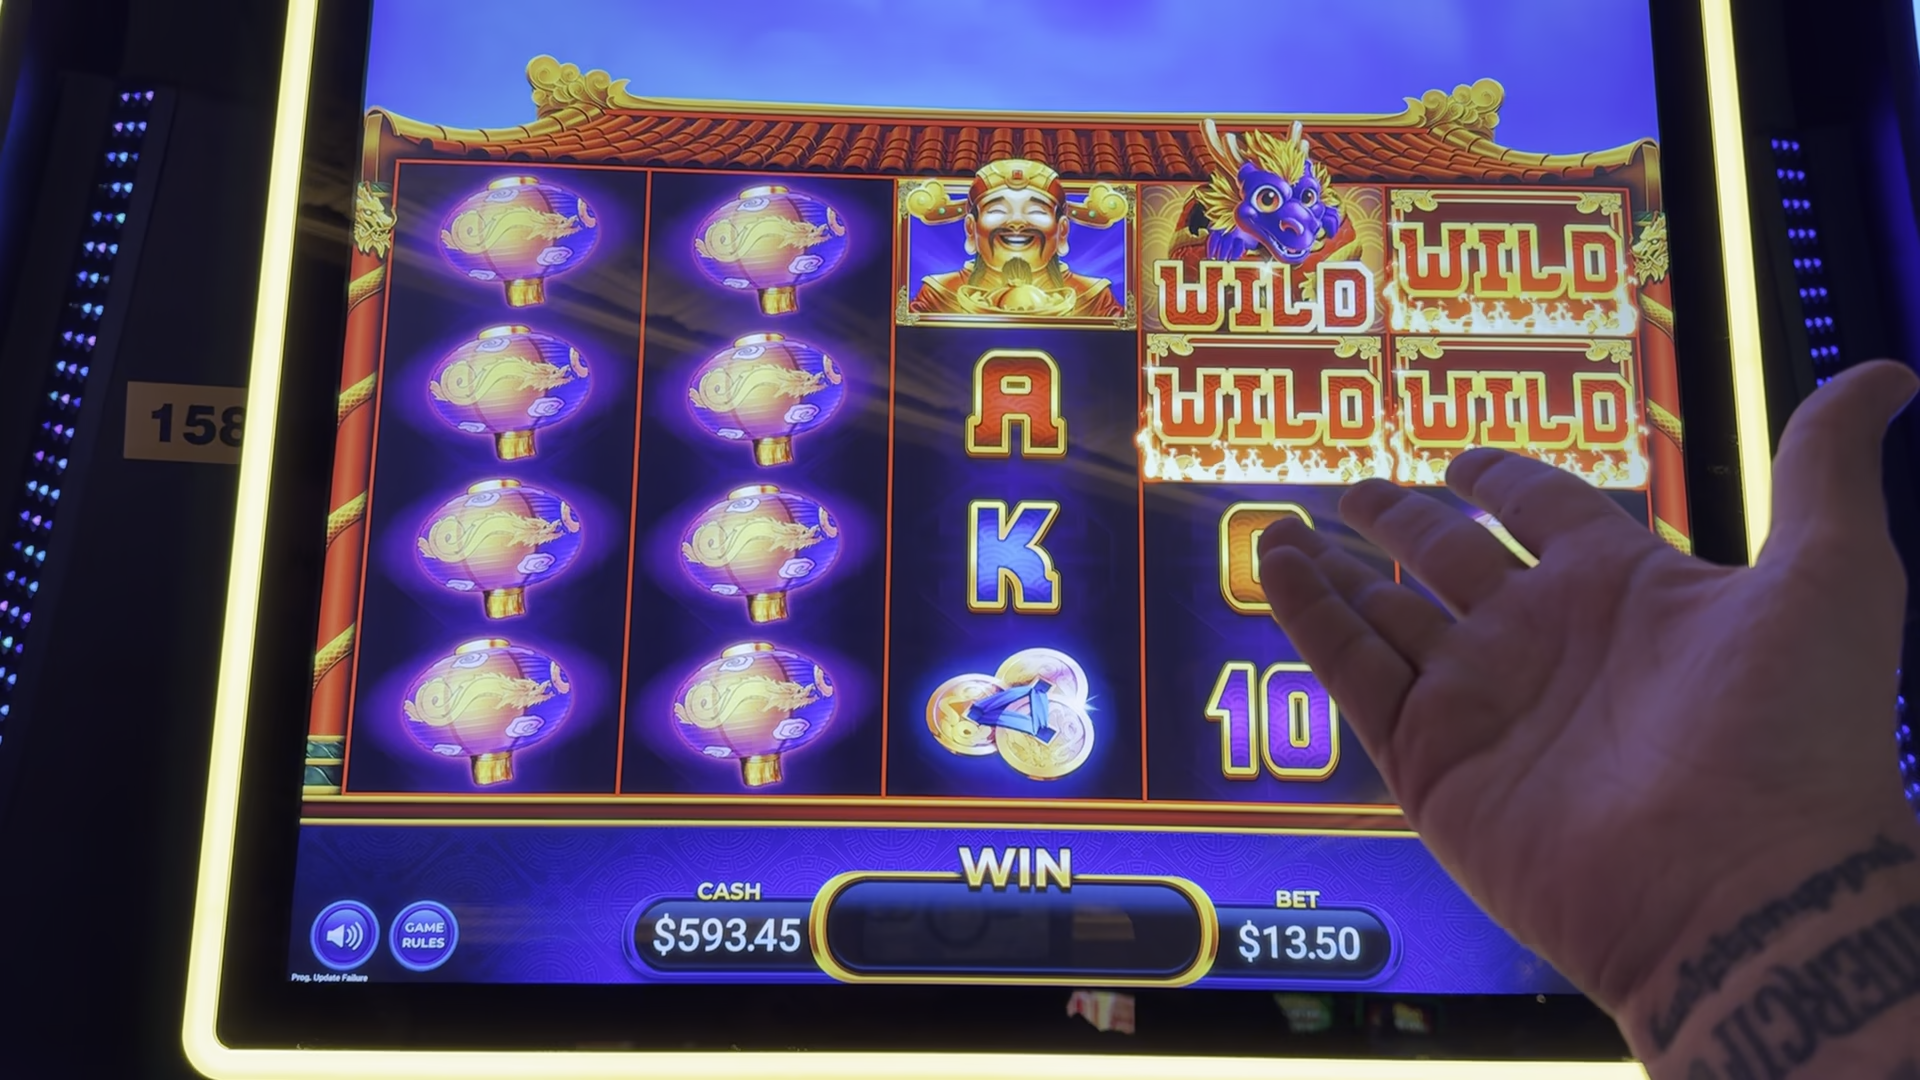 WILD
WILD
WILD
WILD
158
A
K
10
WIN
CASH
BET
$593.45
$13.50
GAME
RULES
Prog. Update Failure